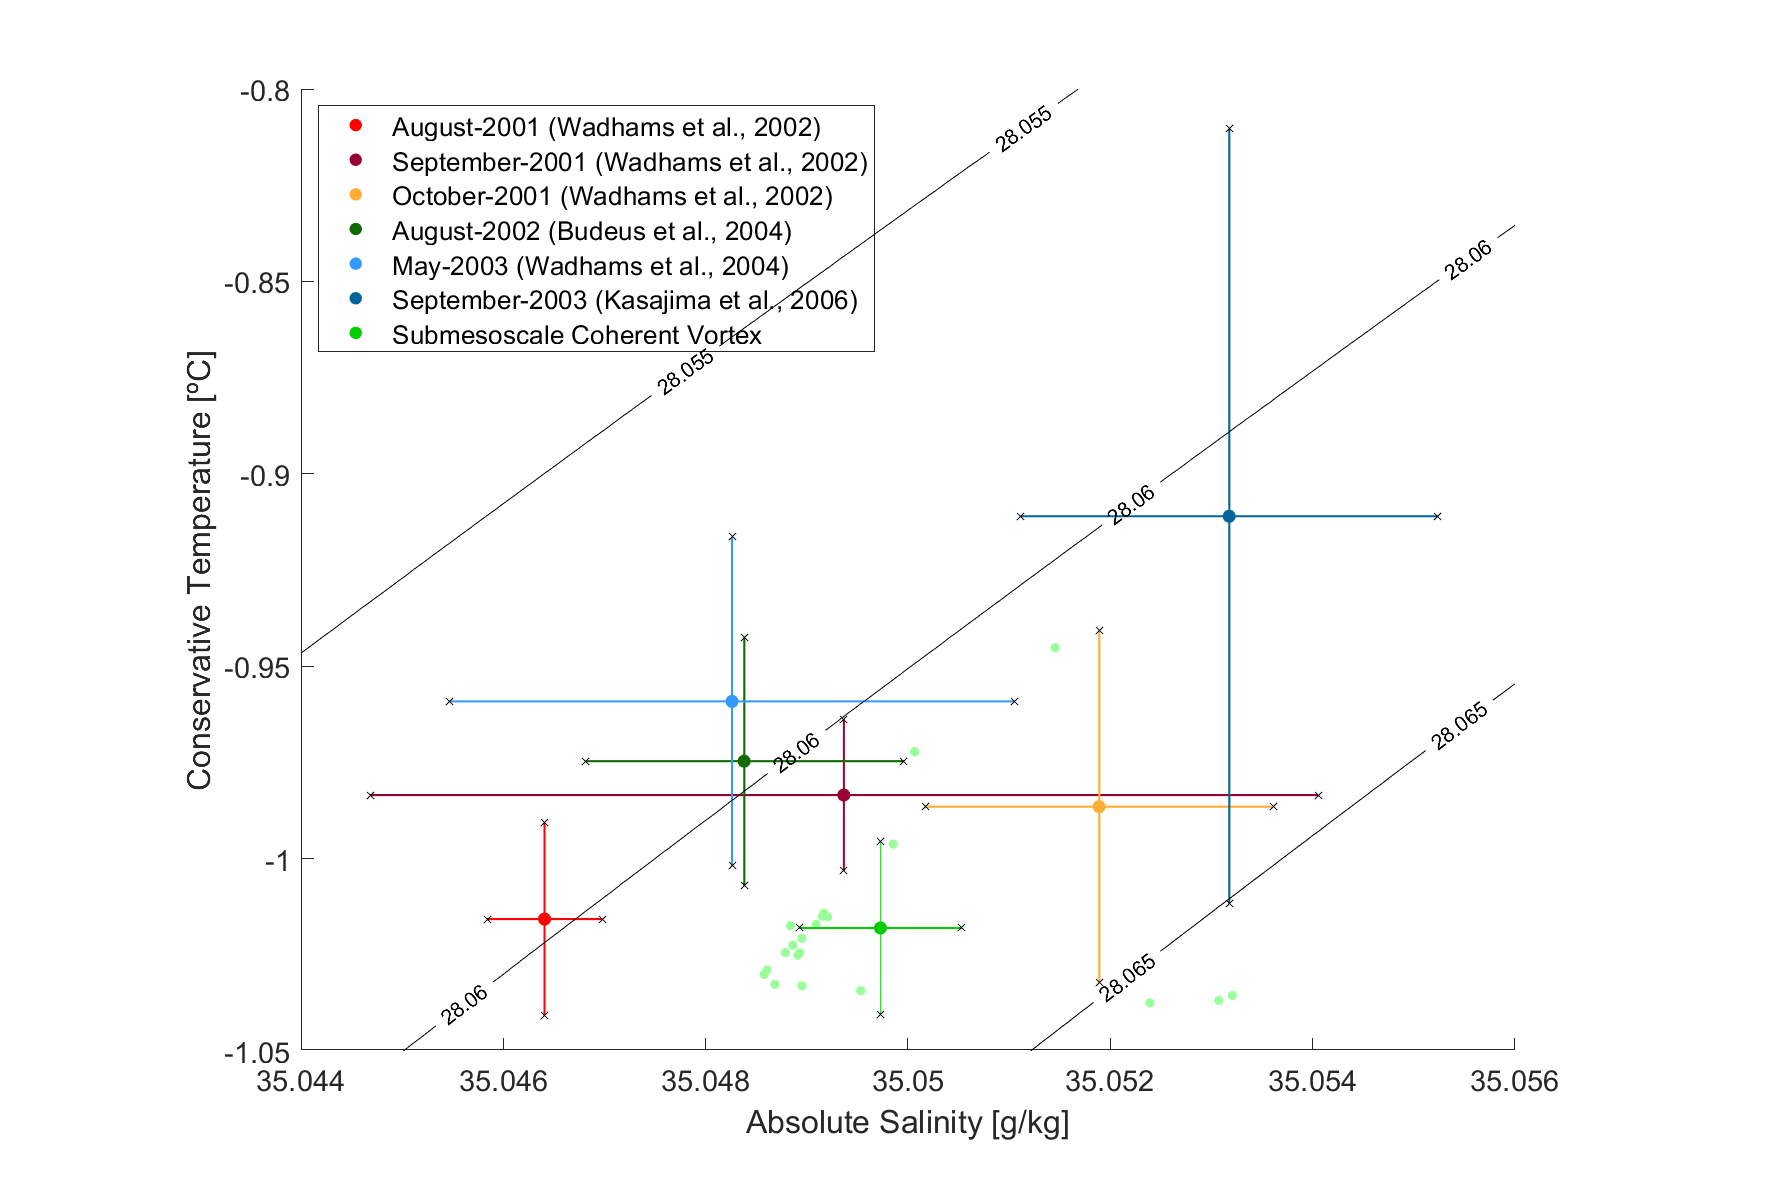 -0.8
-0.85
-0.9
-0.95
-1
-1.05
Conservative Temperature [ºC]
August-2001 (Wadhams et al., 2002)
September-2001 (Wadhams et al., 2002)
October-2001 (Wadhams et al., 2002)
August-2002 (Budeus et al., 2004)
May-2003 (Wadhams et al., 2004)
September-2003 (Kasajima et al., 2006)
Submesoscale Coherent Vortex
28.055
28.055
28.06
28.06
28.06
28.06
28.065
28.065
35.044
35.046
35.048
35.05
35.052
35.054
35.056
Absolute Salinity [g/kg]